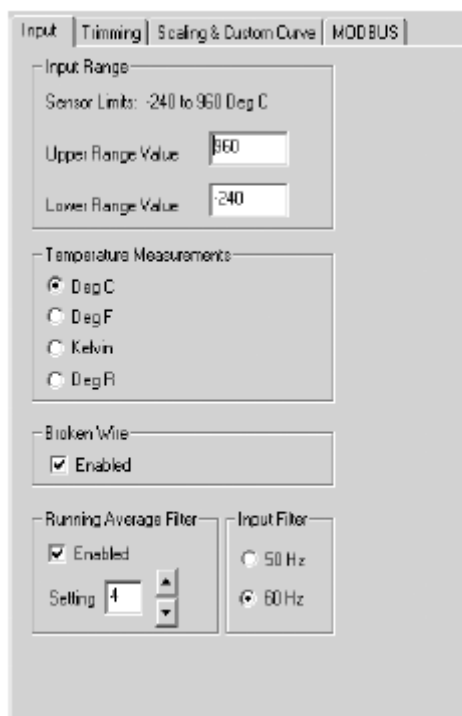 Input Trimming Scaling & Custom Curve MODBUS
Input Range
Sensor Limits: -240 to 960 Deg C
Upper Range Value 960
Lower Range Value -240
Temperature Measurements
Deg C
Deg F
Kelvin
Deg R
Broken Wire
Enabled
Running Average Filter Input Filter
Enabled 50 Hz
Setting 4 60 Hz